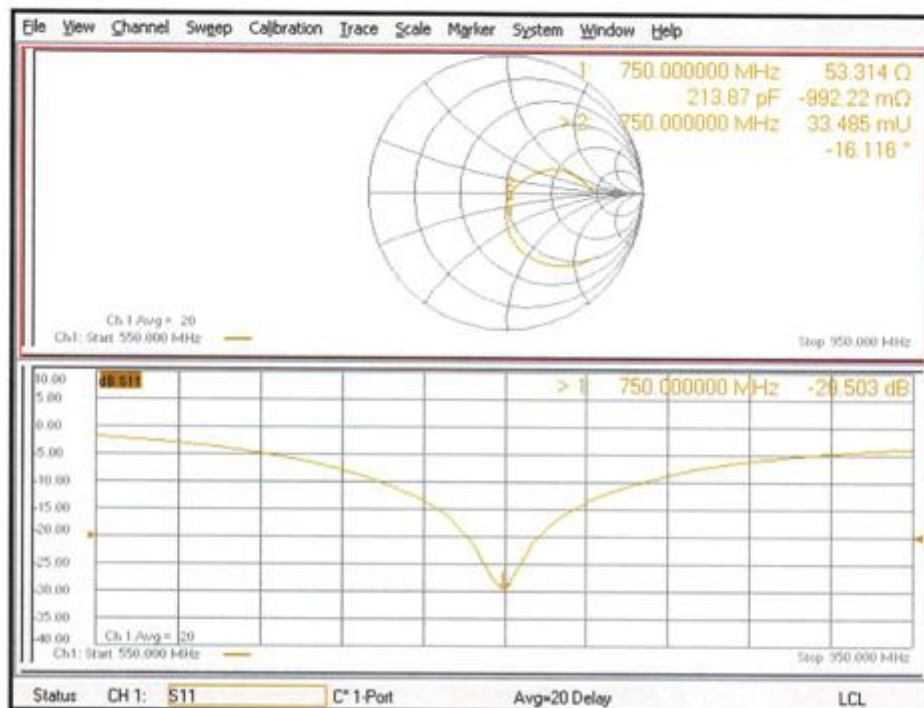 File View Channel Sweep Calibration Trace Scale Marker System Window Help
1: 750.000000 MHz 53.314 Ω
213.87 pF -992.22 mΩ
> 2: 750.000000 MHz 33.485 mU
-16.116 °
Ch 1 Avg = 20
Ch1: Start 550.000 MHz
Stop 950.000 MHz
10.00
dB S11
> 1: 750.000000 MHz -29.503 dB
5.00
0.00
-5.00
-10.00
-15.00
-20.00
-25.00
-30.00
-35.00
-40.00
Ch 1 Avg = 20
Ch1: Start 550.000 MHz
Stop 950.000 MHz
Status CH 1: S11 C* 1-Port Avg=20 Delay LCL